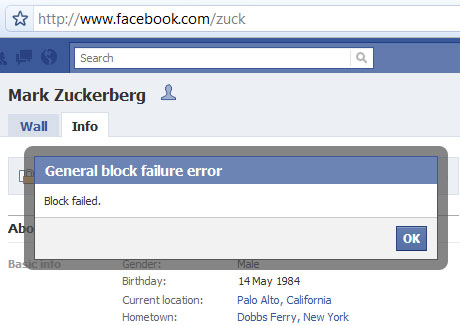 http://www.facebook.com/zuck
Search
Mark Zuckerberg
Wall Info
General block failure error
Block failed.
OK
Abo
Basic info
Gender: Male
Birthday: 14 May 1984
Current location: Palo Alto, California
Hometown: Dobbs Ferry, New York